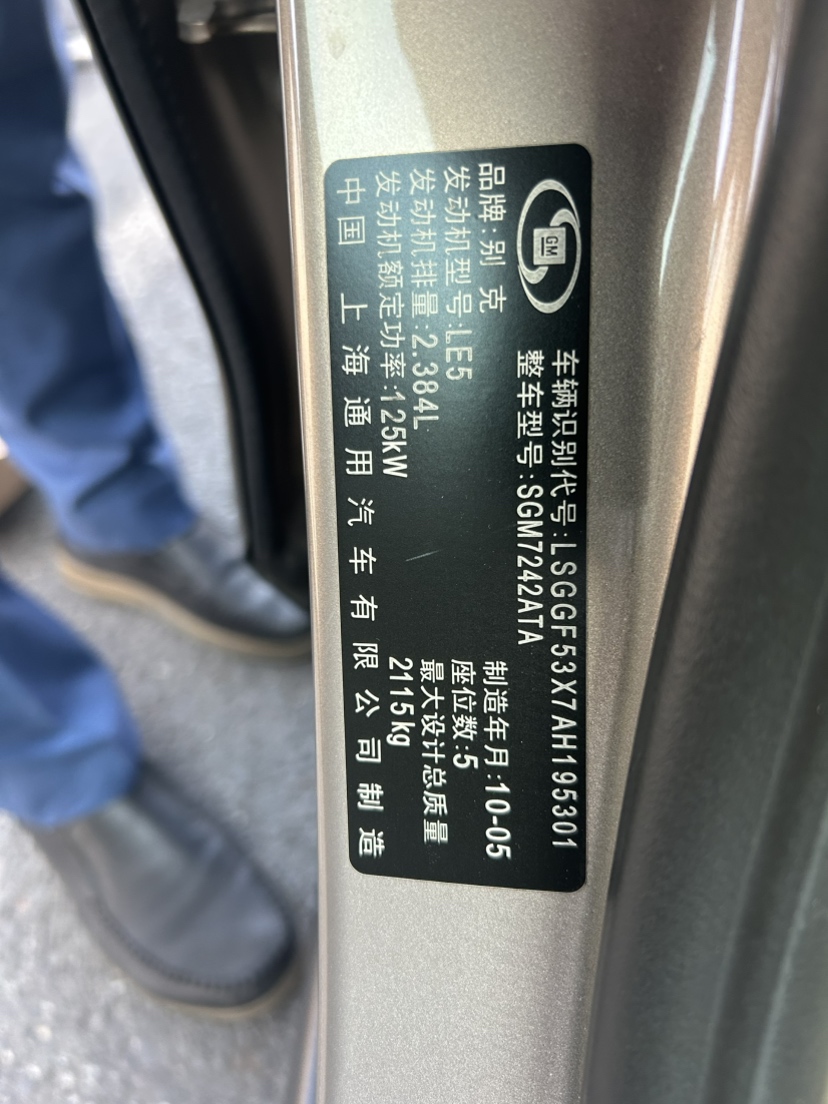 GM
车辆识别代号:LSGGF53X7AH195301
整车型号:SGM7242ATA
品牌:别克
制造年月:10-05
发动机型号:LE5
座位数:5
发动机排量:2.384L
最大设计总质量
发动机额定功率:125kW
2115kg
中国 上海通用汽车有限公司制造